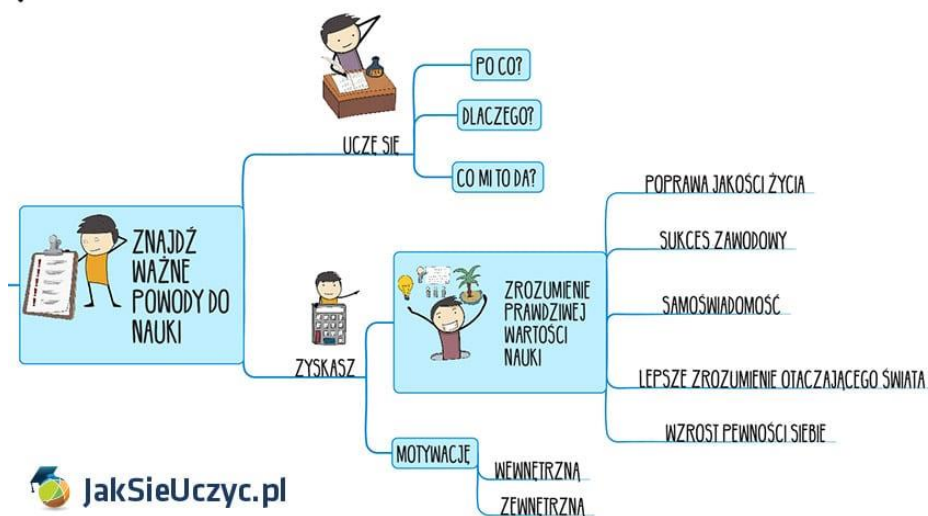 PO CO?
DLACZEGO?
UCZĘ SIĘ
CO MI TO DA?
ZNAJDŹ
WAŻNE
POWODY DO
NAUKI
ZYSKASZ
ZROZUMIENIE
PRAWDZIWEJ
WARTOŚCI
NAUKI
POPRAWA JAKOŚCI ŻYCIA
SUKCES ZAWODOWY
SAMOŚWIADOMOŚĆ
LEPSZE ZROZUMIENIE OTACZAJĄCEGO ŚWIATA
WZROST PEWNOŚCI SIEBIE
MOTYWACJĘ
WEWNĘTRZNĄ
ZEWNĘTRZNĄ
JakSieUczyc.pl